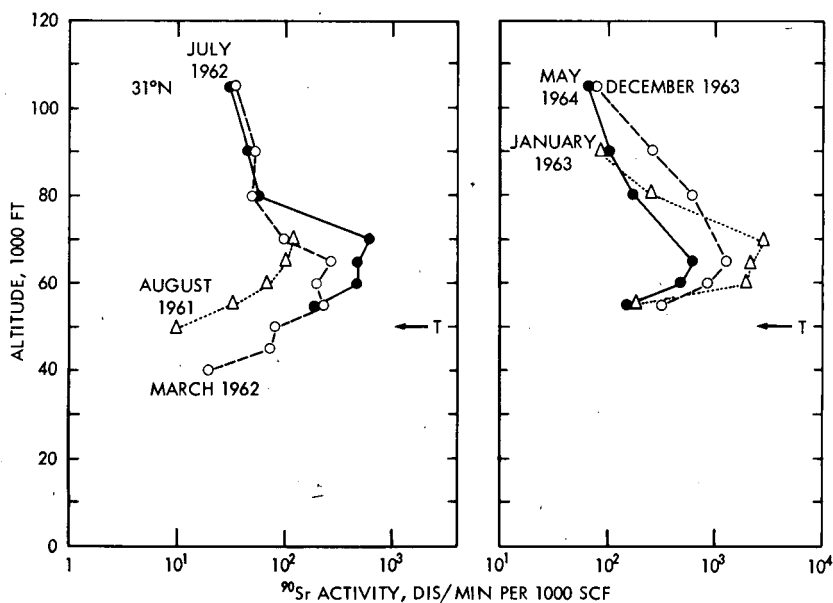 120
100
80
60
40
20
0
ALTITUDE, 1000 FT
JULY
1962
31°N
AUGUST
1961
MARCH 1962
T
1
10¹
10²
10³
MAY
1964
DECEMBER 1963
JANUARY
1963
T
10¹
10²
10³
10⁴
⁹⁰Sr ACTIVITY, DIS/MIN PER 1000 SCF